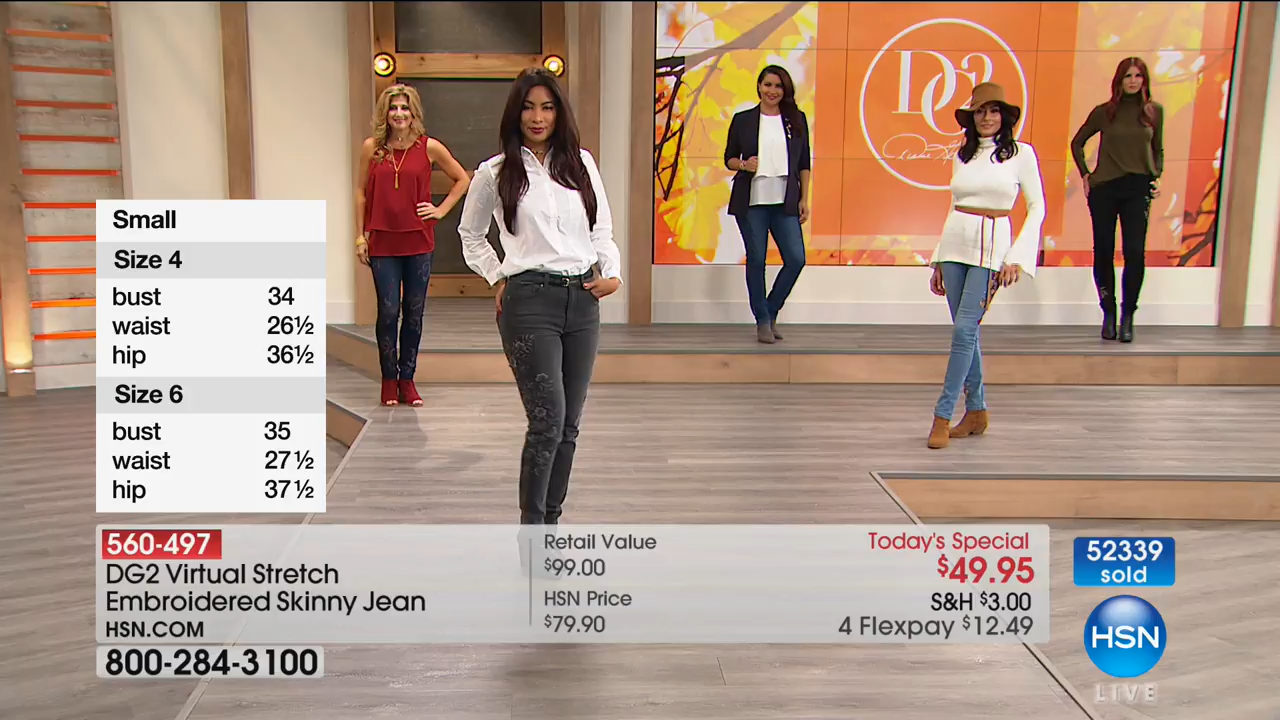 DG2
Small
Size 4
bust 34
waist 26½
hip 36½
Size 6
bust 35
waist 27½
hip 37½
560-497
DG2 Virtual Stretch
Embroidered Skinny Jean
HSN.COM
800-284-3100
Retail Value
$99.00
HSN Price
$79.90
Today's Special
$49.95
S&H $3.00
4 Flexpay $12.49
52339
sold
HSN
LIVE